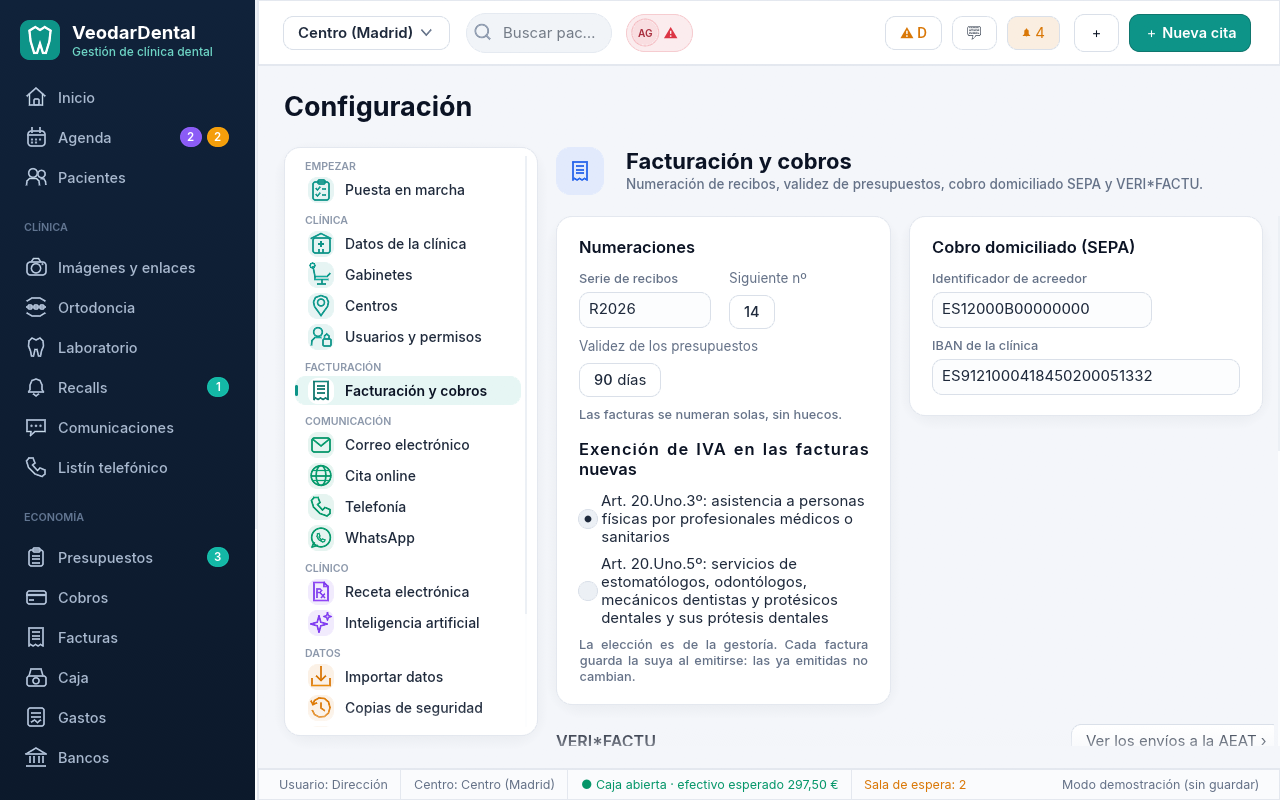 VeodarDental
Gestión de clínica dental
Inicio
Agenda
2
2
Pacientes
CLÍNICA
Imágenes y enlaces
Ortodoncia
Laboratorio
Recalls
1
Comunicaciones
Listín telefónico
ECONOMÍA
Presupuestos
3
Cobros
Facturas
Caja
Gastos
Bancos
Centro (Madrid)
Buscar pac...
AG
D
4
+
+ Nueva cita
Configuración
EMPEZAR
Puesta en marcha
CLÍNICA
Datos de la clínica
Gabinetes
Centros
Usuarios y permisos
FACTURACIÓN
Facturación y cobros
COMUNICACIÓN
Correo electrónico
Cita online
Telefonía
WhatsApp
CLÍNICO
Receta electrónica
Inteligencia artificial
DATOS
Importar datos
Copias de seguridad
Facturación y cobros
Numeración de recibos, validez de presupuestos, cobro domiciliado SEPA y VERI*FACTU.
Numeraciones
Serie de recibos
Siguiente nº
R2026
14
Validez de los presupuestos
90 días
Las facturas se numeran solas, sin huecos.
Exención de IVA en las facturas
nuevas
Art. 20.Uno.3º: asistencia a personas
físicas por profesionales médicos o
sanitarios
Art. 20.Uno.5º: servicios de
estomatólogos, odontólogos,
mecánicos dentistas y protésicos
dentales y sus prótesis dentales
La elección es de la gestoría. Cada factura
guarda la suya al emitirse: las ya emitidas no
cambian.
Cobro domiciliado (SEPA)
Identificador de acreedor
ES12000B00000000
IBAN de la clínica
ES9121000418450200051332
VERI*FACTU
Ver los envíos a la AEAT ›
Usuario: Dirección
Centro: Centro (Madrid)
Caja abierta · efectivo esperado 297,50 €
Sala de espera: 2
Modo demostración (sin guardar)